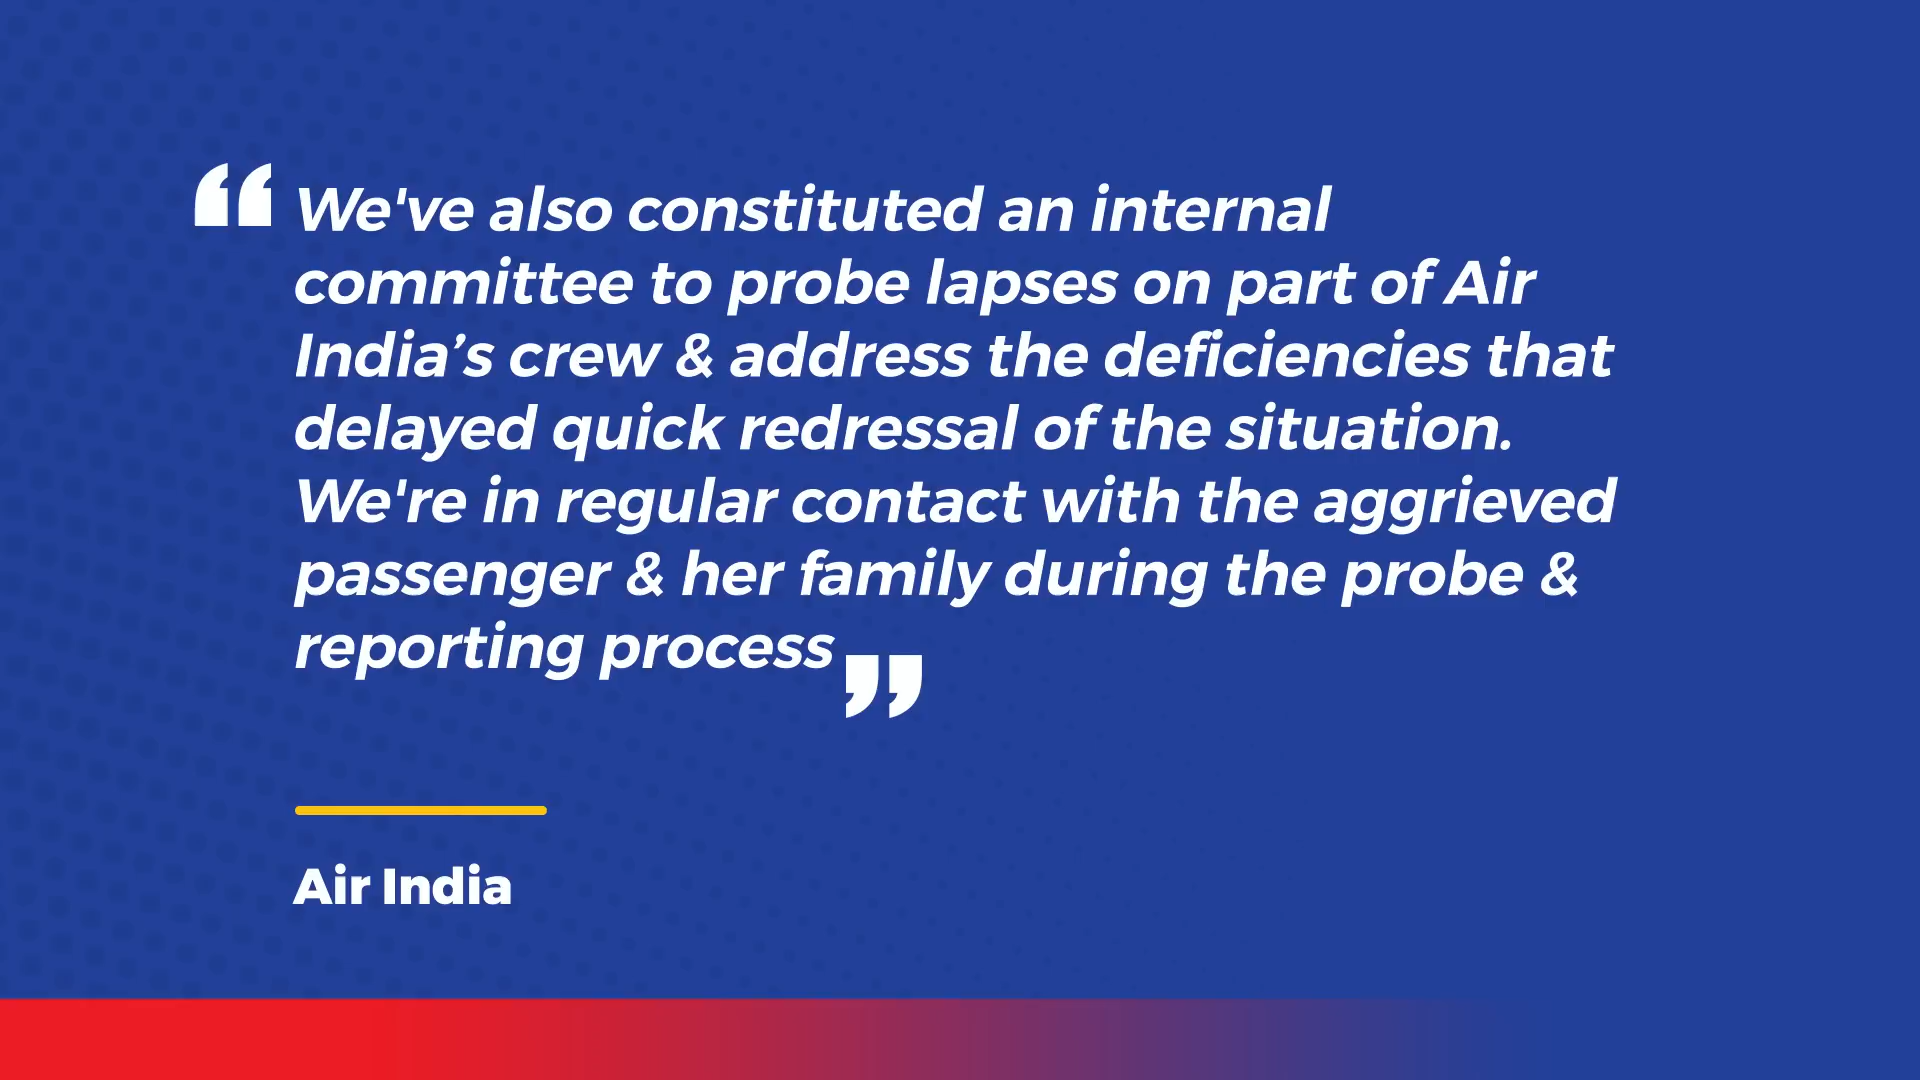 “We've also constituted an internal
committee to probe lapses on part of Air
India’s crew & address the deficiencies that
delayed quick redressal of the situation.
We're in regular contact with the aggrieved
passenger & her family during the probe &
reporting process”
Air India